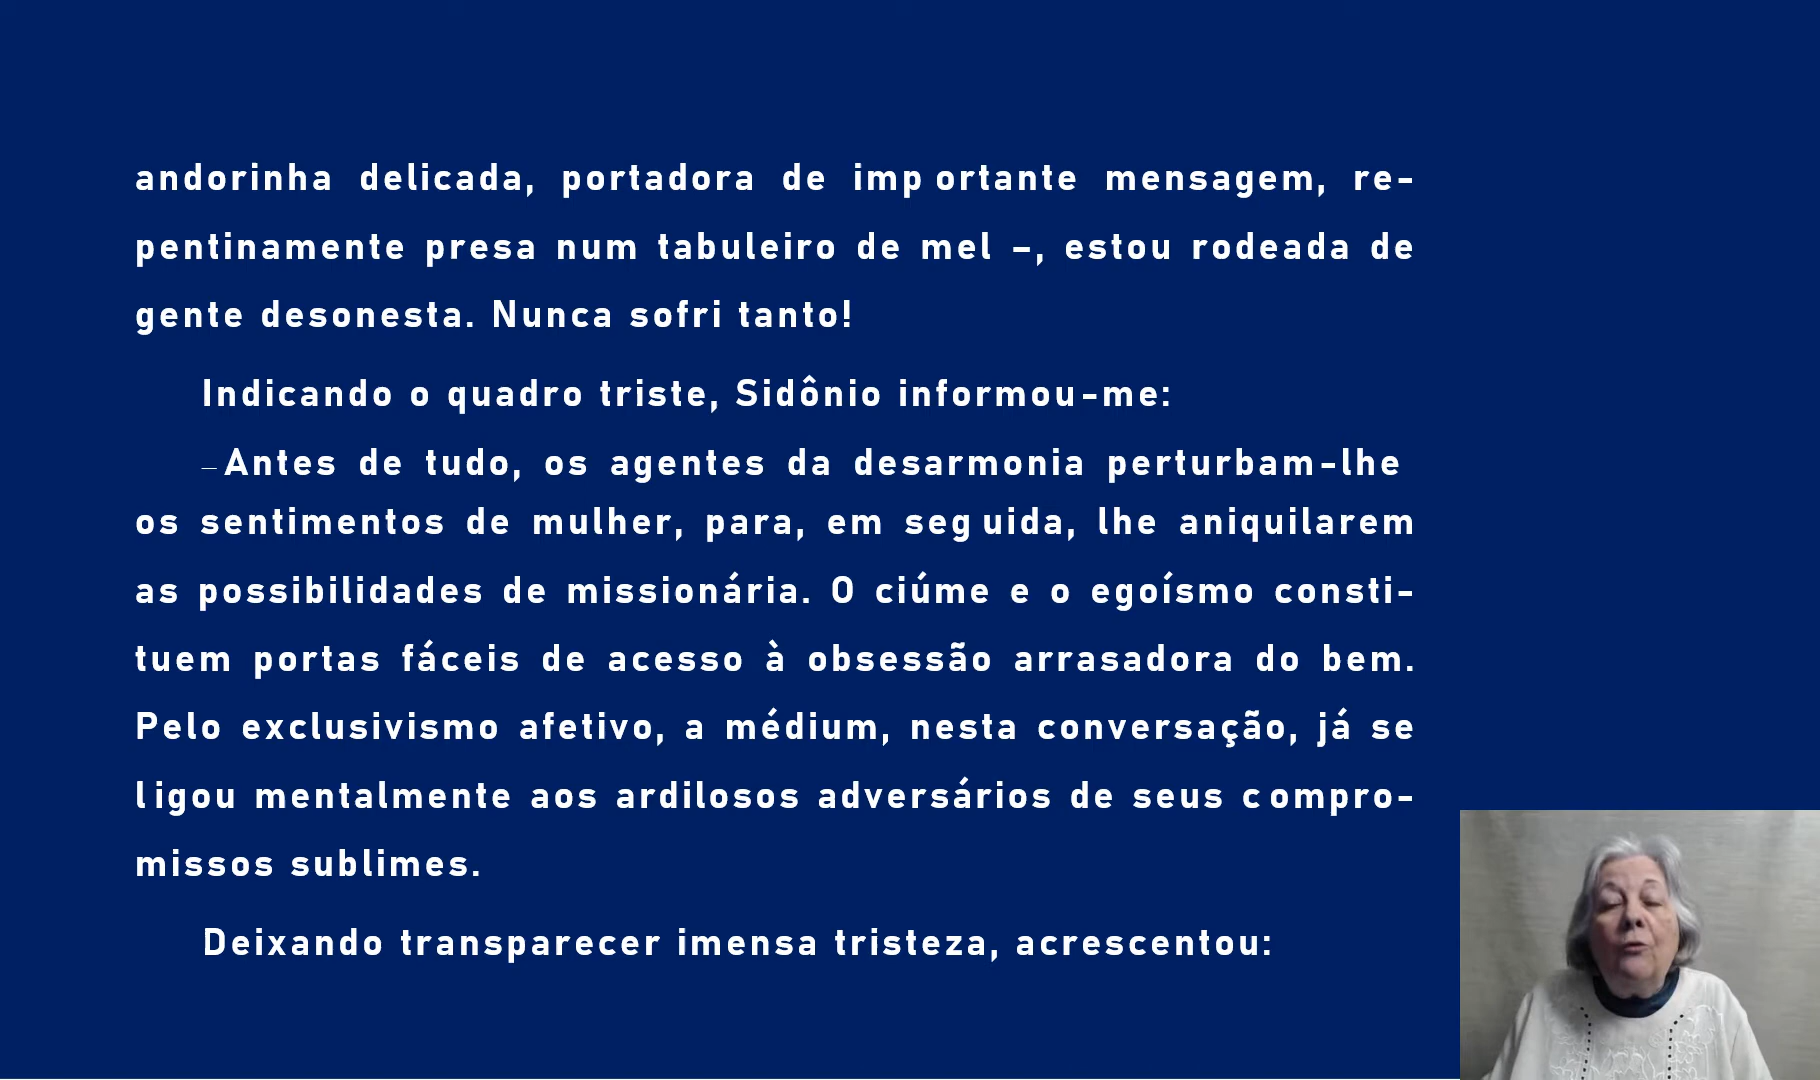 andorinha delicada, portadora de importante mensagem, re-
pentinamente presa num tabuleiro de mel –, estou rodeada de
gente desonesta. Nunca sofri tanto!
Indicando o quadro triste, Sidônio informou-me:
– Antes de tudo, os agentes da desarmonia perturbam-lhe
os sentimentos de mulher, para, em seguida, lhe aniquilarem
as possibilidades de missionária. O ciúme e o egoísmo consti-
tuem portas fáceis de acesso à obsessão arrasadora do bem.
Pelo exclusivismo afetivo, a médium, nesta conversação, já se
ligou mentalmente aos ardilosos adversários de seus compro-
missos sublimes.
Deixando transparecer imensa tristeza, acrescentou: